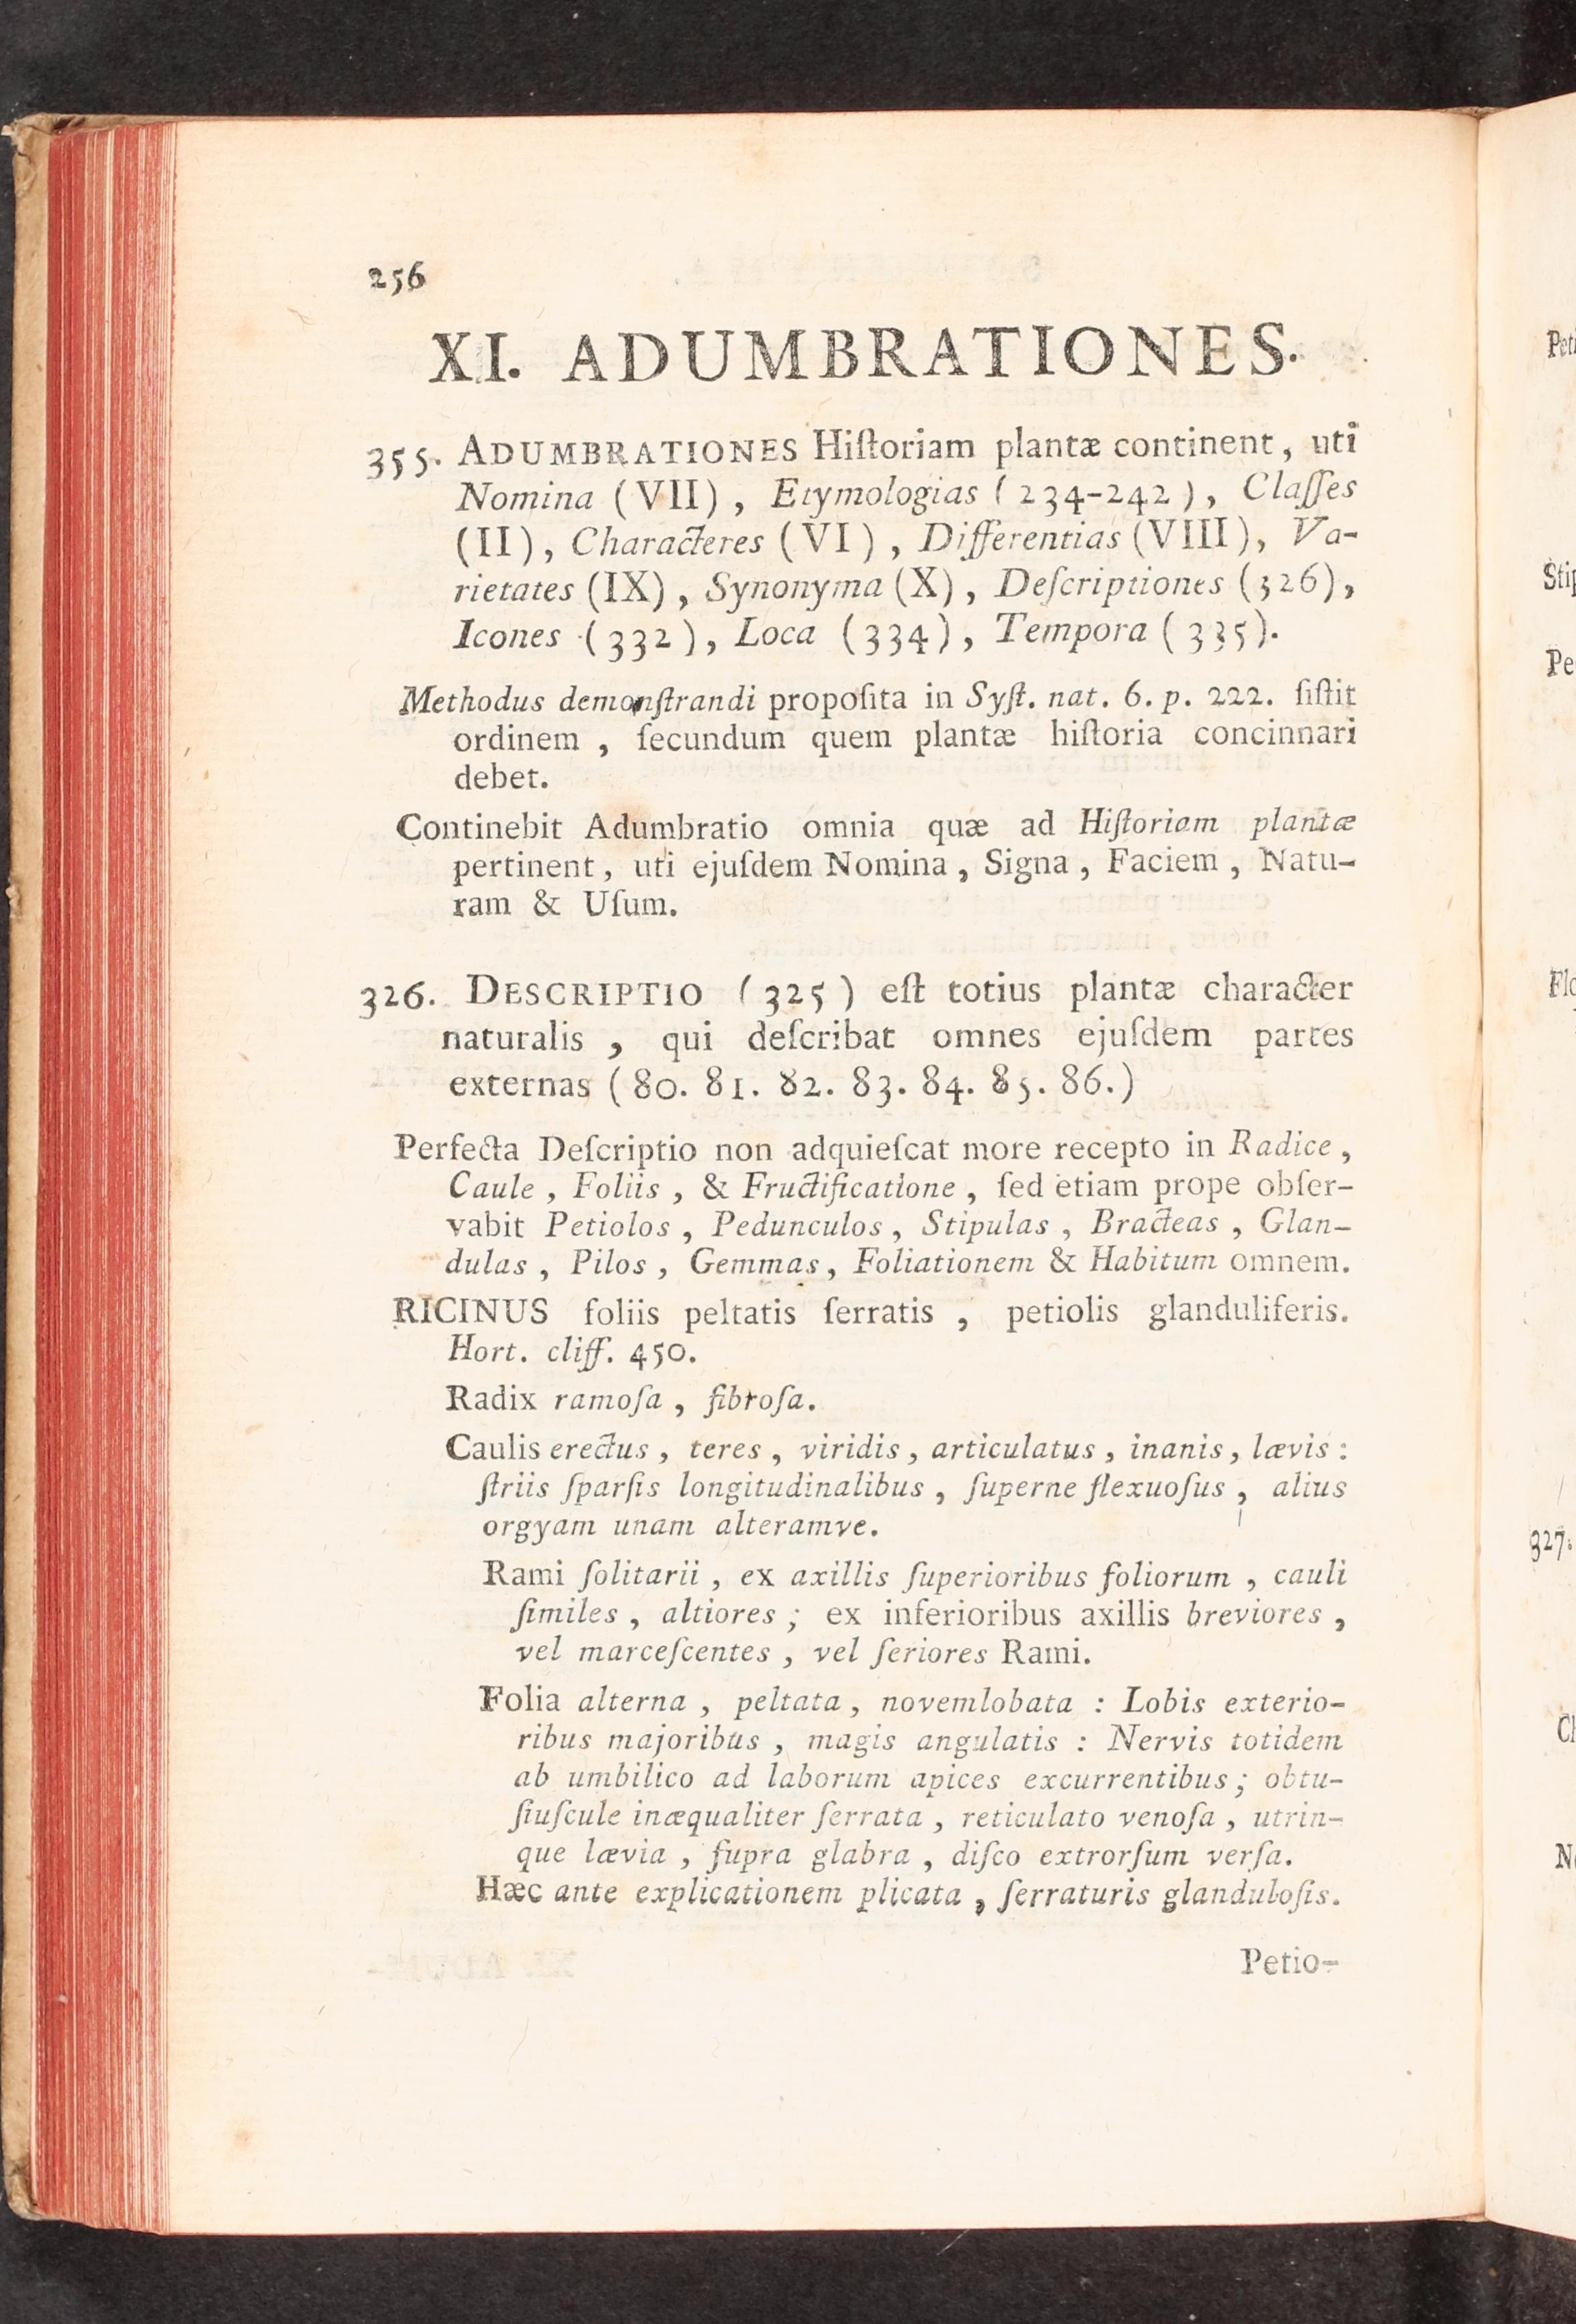 256
XI. ADUMBRATIONES.
355. ADUMBRATIONES Hiſtoriam plantæ continent, uti
Nomina (VII), Etymologias (234-242), Claſſes
(II), Characteres (VI), Differentias (VIII), Va-
rietates (IX), Synonyma (X), Deſcriptiones (326),
Icones (332), Loca (334), Tempora (335).
Methodus demonſtrandi propoſita in Syſt. nat. 6. p. 222. ſiſtit
ordinem, ſecundum quem plantæ hiſtoria concinnari
debet.
Continebit Adumbratio omnia quæ ad Hiſtoriam plantæ
pertinent, uti ejuſdem Nomina, Signa, Faciem, Natu-
ram & Uſum.
326. DESCRIPTIO (325) eſt totius plantæ character
naturalis, qui deſcribat omnes ejuſdem partes
externas (80. 81. 82. 83. 84. 85. 86.)
Perfecta Deſcriptio non adquieſcat more recepto in Radice,
Caule, Foliis, & Fructificatione, ſed etiam prope obſer-
vabit Petiolos, Pedunculos, Stipulas, Bracteas, Glan-
dulas, Pilos, Gemmas, Foliationem & Habitum omnem.
RICINUS foliis peltatis ſerratis, petiolis glanduliferis.
Hort. cliff. 450.
Radix ramoſa, fibroſa.
Caulis erectus, teres, viridis, articulatus, inanis, lævis:
ſtriis ſparſis longitudinalibus, ſuperne flexuoſus, alius
orgyam unam alteramve.
Rami ſolitarii, ex axillis ſuperioribus foliorum, cauli
ſimiles, altiores; ex inferioribus axillis breviores,
vel marceſcentes, vel ſeriores Rami.
Folia alterna, peltata, novemlobata: Lobis exterio-
ribus majoribus, magis angulatis: Nervis totidem
ab umbilico ad laborum apices excurrentibus; obtu-
ſiuſcule inæqualiter ſerrata, reticulato venoſa, utrin-
que lævia, ſupra glabra, diſco extrorſum verſa.
Hæc ante explicationem plicata, ſerraturis glanduloſis.
Petio-
327.